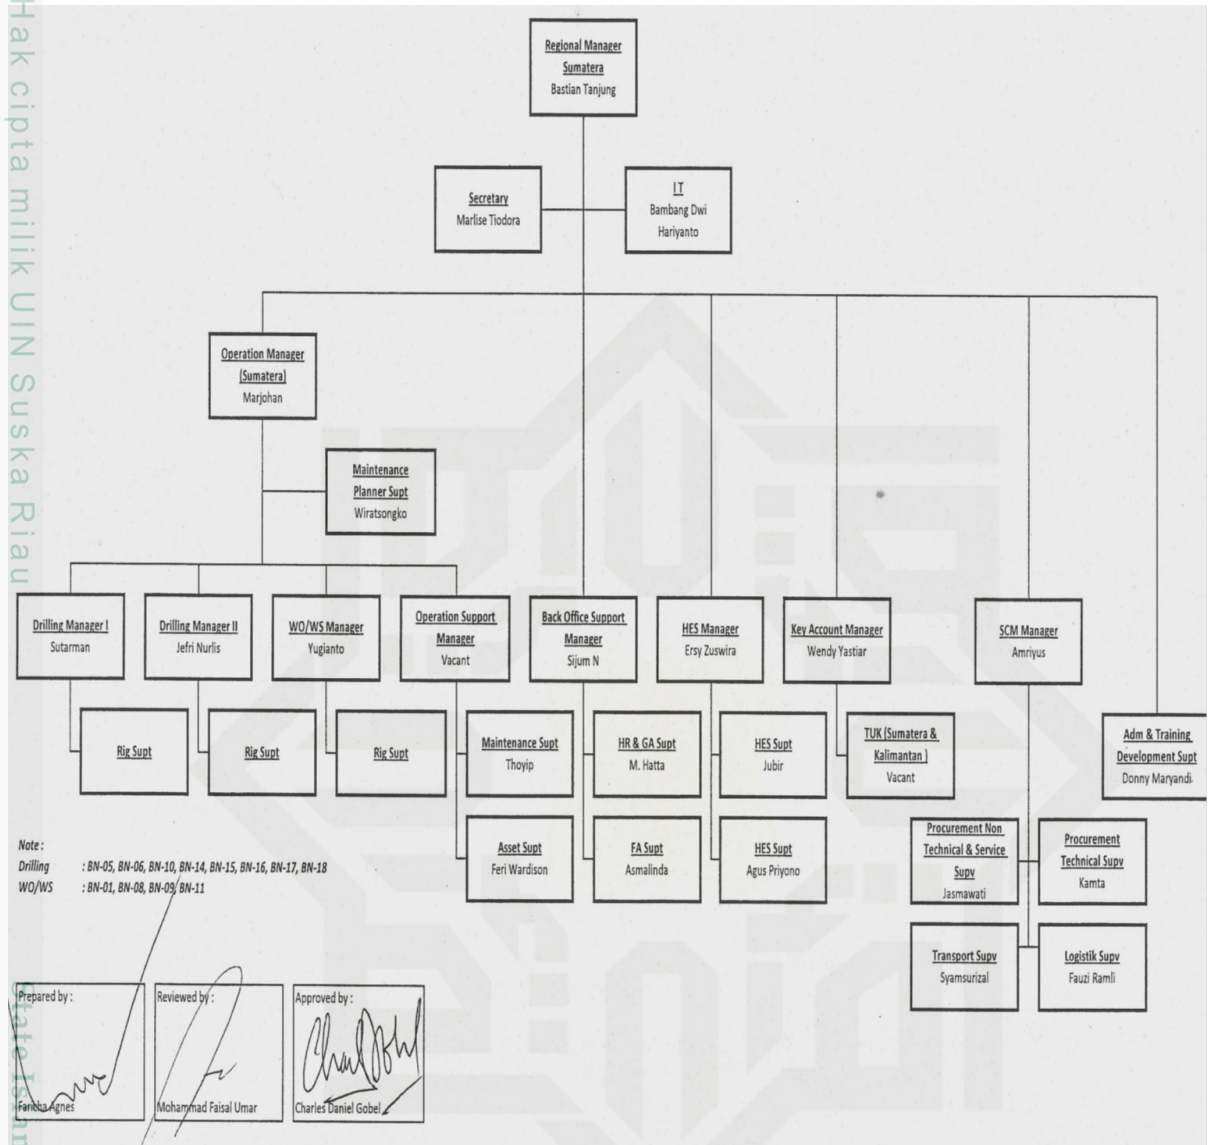 Hak cipta milik UIN Suska Riau
State Islam
Regional Manager
Sumatera
Bastian Tanjung
Secretary
Marlise Tiodora
IT
Bambang Dwi
Hariyanto
Operation Manager
(Sumatera)
Marjohan
Maintenance
Planner Supt
Wiratsongko
Drilling Manager I
Sutarman
Drilling Manager II
Jefri Nurlis
WO/WS Manager
Yugianto
Operation Support
Manager
Vacant
Back Office Support
Manager
Sijum N
HES Manager
Ersy Zuswira
Key Account Manager
Wendy Yastiar
SCM Manager
Amriyus
Rig Supt
Rig Supt
Rig Supt
Maintenance Supt
Thoyip
HR & GA Supt
M. Hatta
HES Supt
Jubir
TUK (Sumatera &
Kalimantan )
Vacant
Adm & Training
Development Supt
Donny Maryandi
Asset Supt
Feri Wardison
FA Supt
Asmalinda
HES Supt
Agus Priyono
Procurement Non
Technical & Service
Supv
Jasmawati
Procurement
Technical Supv
Kamta
Transport Supv
Syamsurizal
Logistik Supv
Fauzi Ramli
Note :
Drilling : BN-05, BN-06, BN-10, BN-14, BN-15, BN-16, BN-17, BN-18
WO/WS : BN-01, BN-08, BN-09, BN-11
Prepared by :
Faricha Agnes
Reviewed by :
Mohammad Faisal Umar
Approved by :
Charles Daniel Gobel